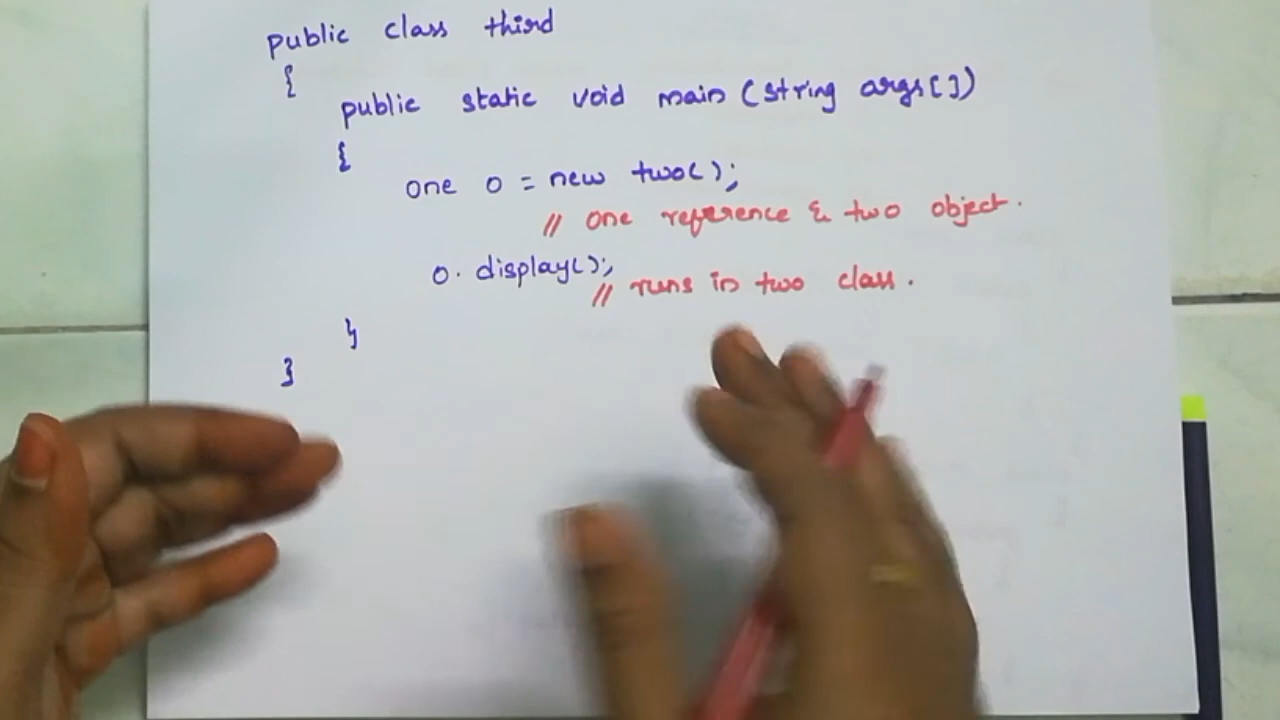 public class third
{
public static void main (string args[])
{
one o = new two();
// one reference & two object.
o. display();
// runs in two class.
}
}